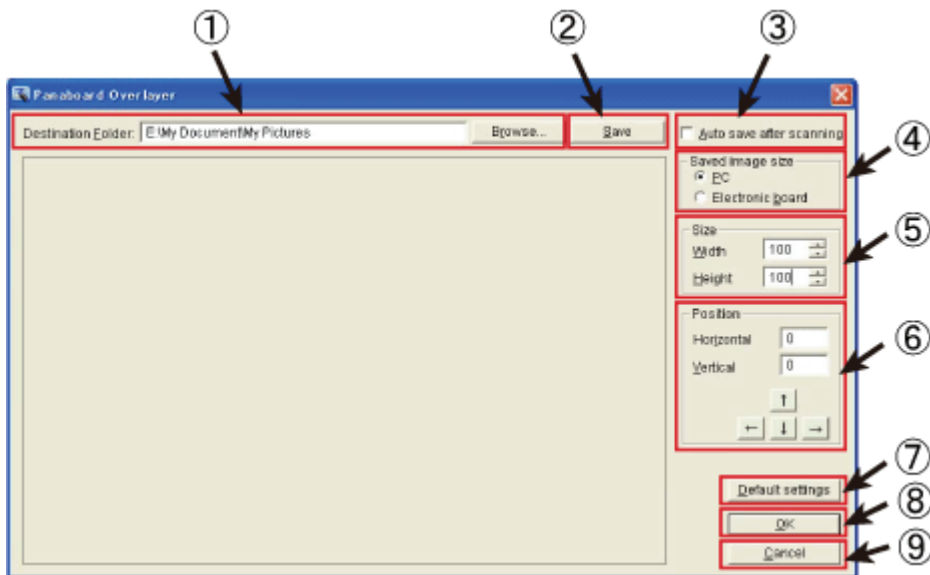 ① ② ③
Panaboard Overlayer
Destination Folder: E:\My Document\My Pictures Browse... Save Auto save after scanning
④
Saved image size
PC
Electronic board
⑤
Size
Width 100
Height 100
Position
Horizontal 0
⑥
Vertical 0
↑
← ↓ →
⑦
Default settings
⑧
OK
⑨
Cancel